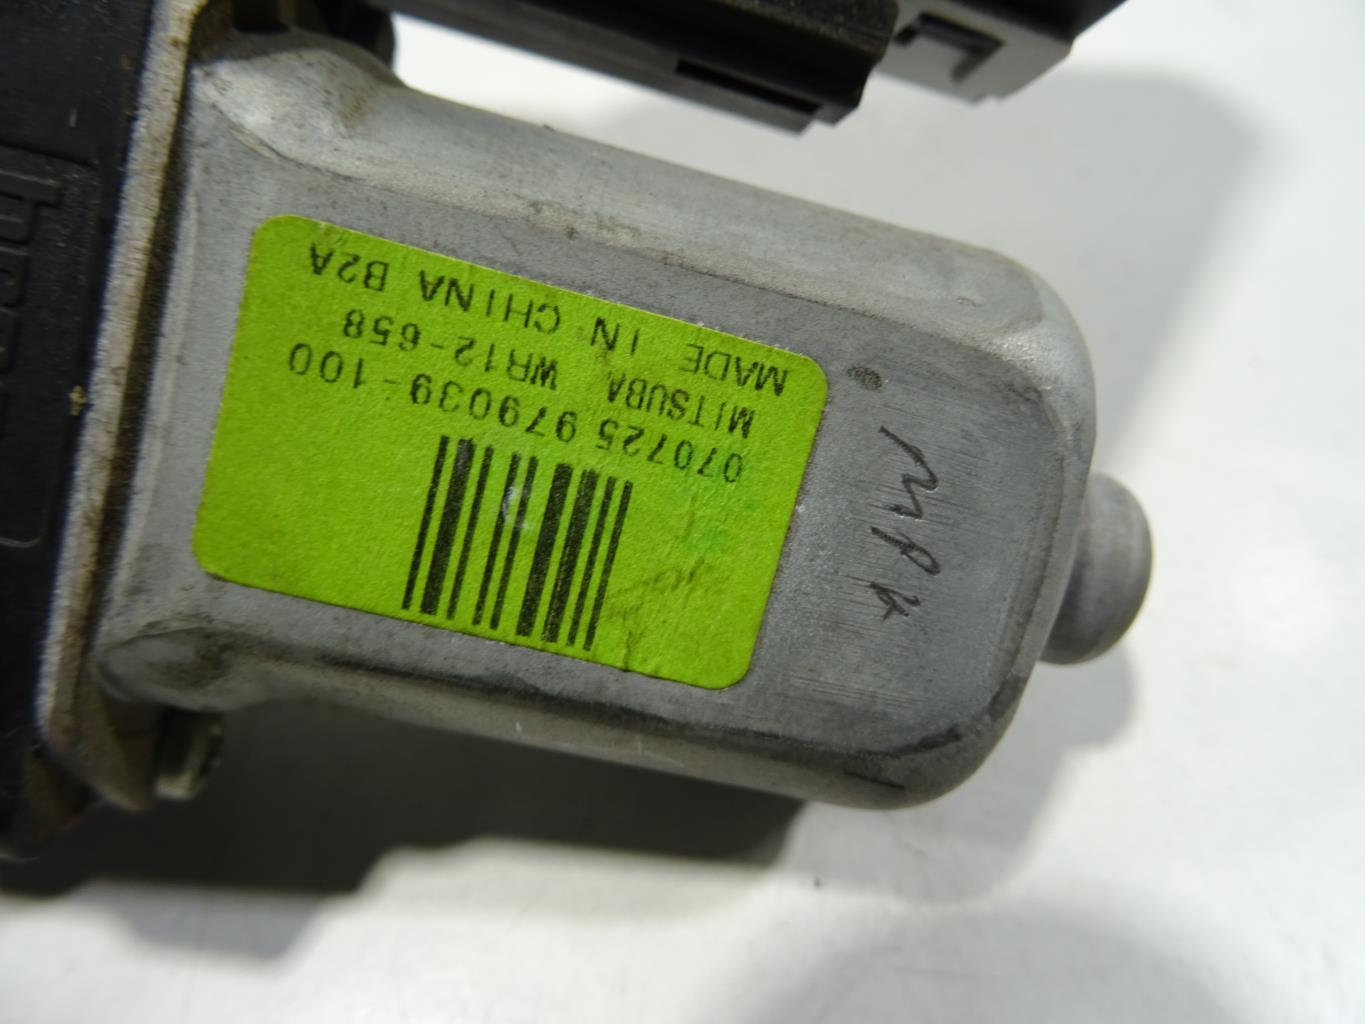 070725 979039-100
MITSUBA WR12-658
MADE IN CHINA B2A